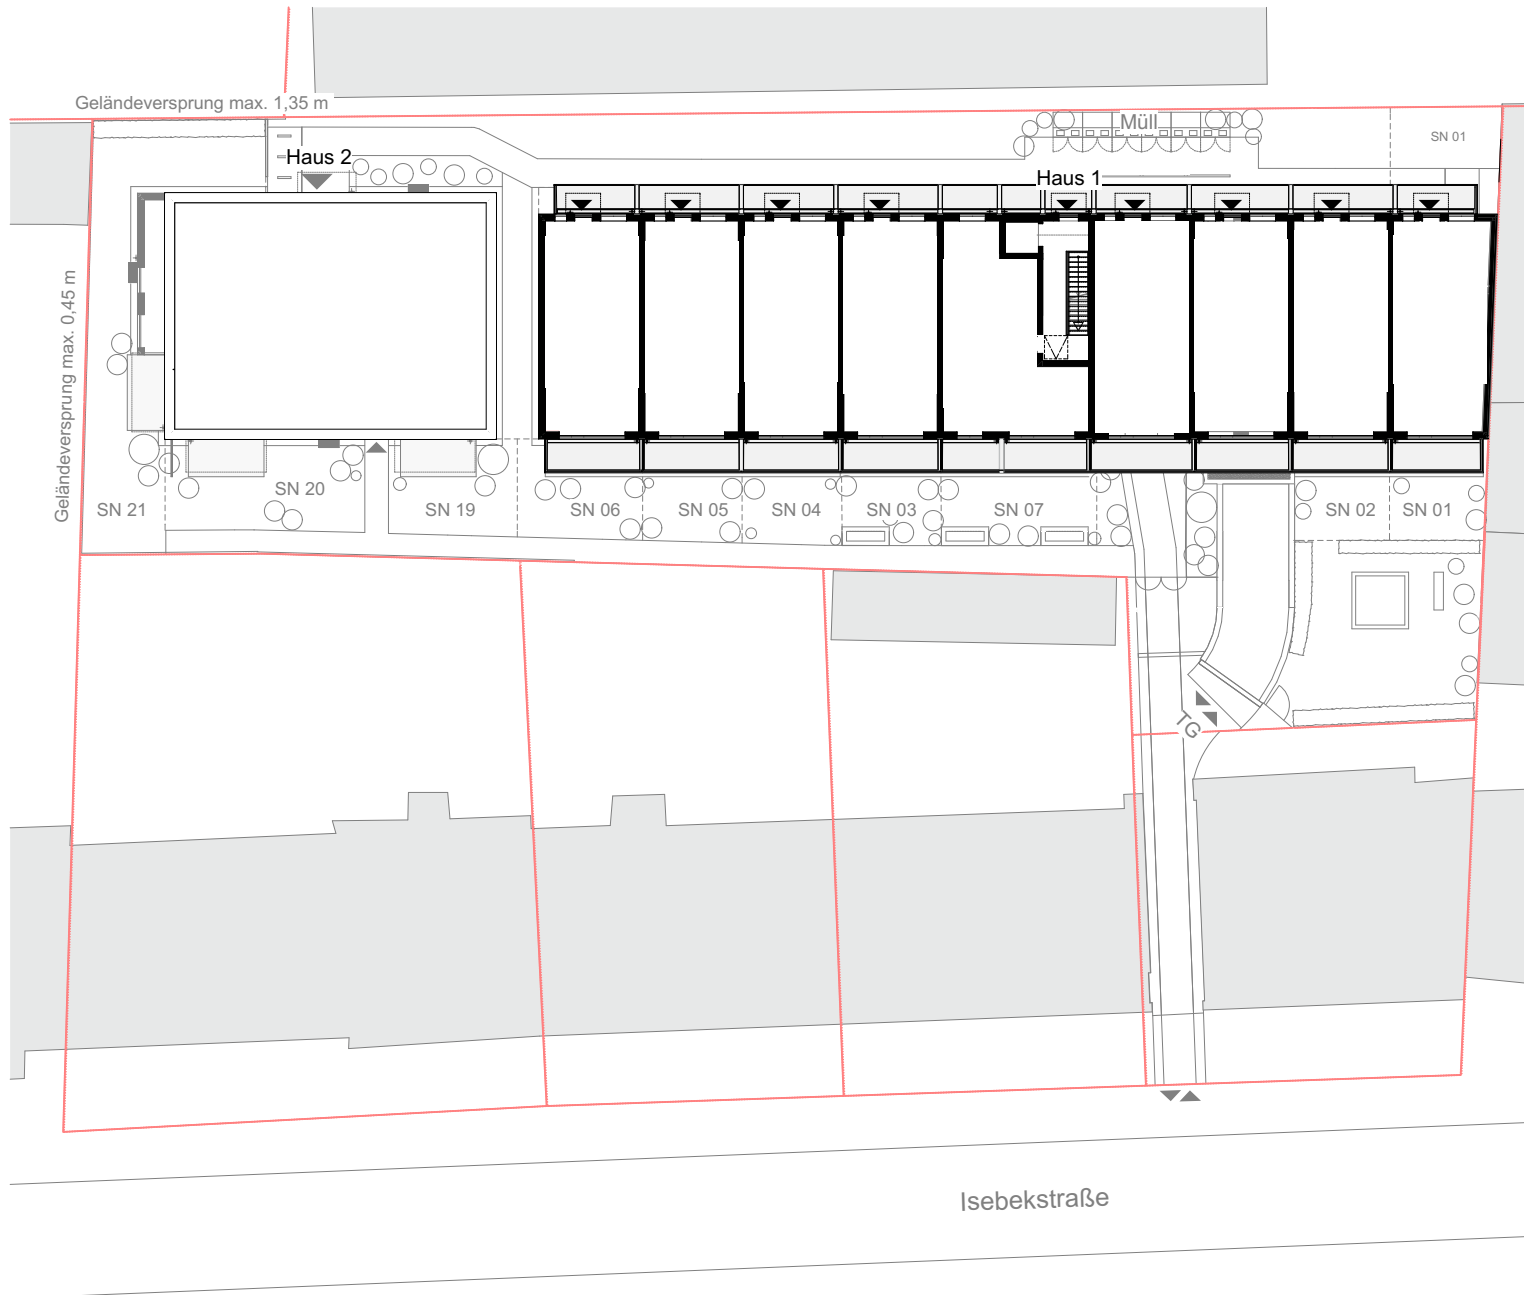 Geländeversprung max. 1,35 m
Müll
SN 01
Haus 2
Haus 1
Geländeversprung max. 0,45 m
SN 21
SN 20
SN 19
SN 06
SN 05
SN 04
SN 03
SN 07
SN 02
SN 01
TG
Isebekstraße